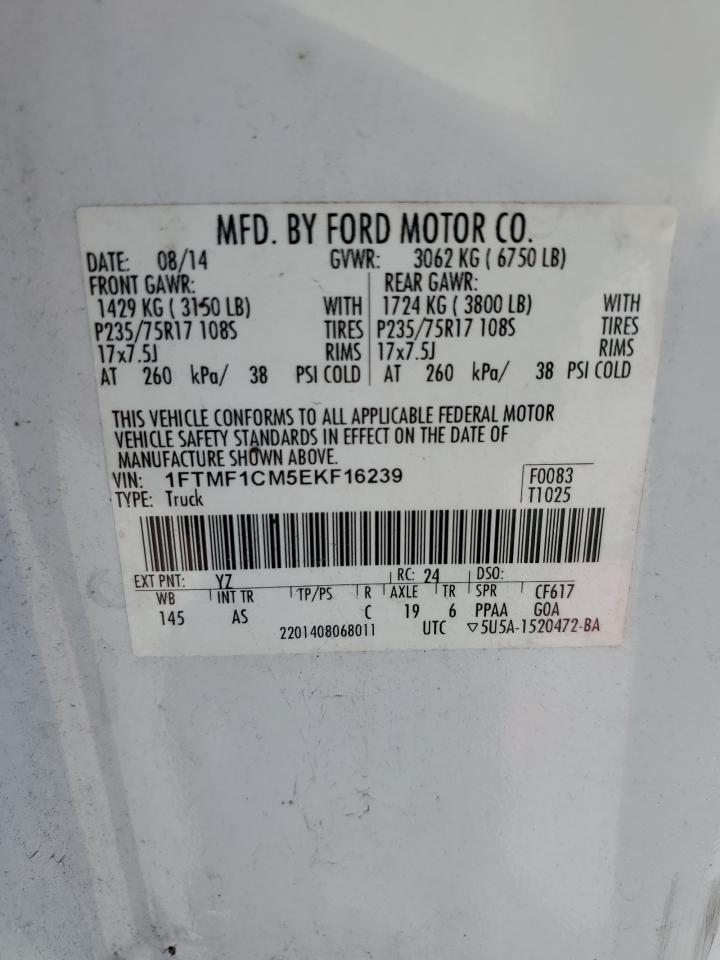 MFD. BY FORD MOTOR CO.
DATE: 08/14 GVWR: 3062 KG ( 6750 LB)
FRONT GAWR: REAR GAWR:
1429 KG ( 3150 LB) WITH 1724 KG ( 3800 LB) WITH
P235/75R17 108S TIRES P235/75R17 108S TIRES
17x7.5J RIMS 17x7.5J RIMS
AT 260 kPa/ 38 PSI COLD AT 260 kPa/ 38 PSI COLD
THIS VEHICLE CONFORMS TO ALL APPLICABLE FEDERAL MOTOR
VEHICLE SAFETY STANDARDS IN EFFECT ON THE DATE OF
MANUFACTURE SHOWN ABOVE.
VIN: 1FTMF1CM5EKF16239 F0083
TYPE: Truck T1025
EXT PNT: YZ RC: 24 DSO:
WB INT TR TP/PS R AXLE TR SPR CF617
145 AS C 19 6 PPAA GOA
2201408068011 UTC ▽5U5A-1520472-BA